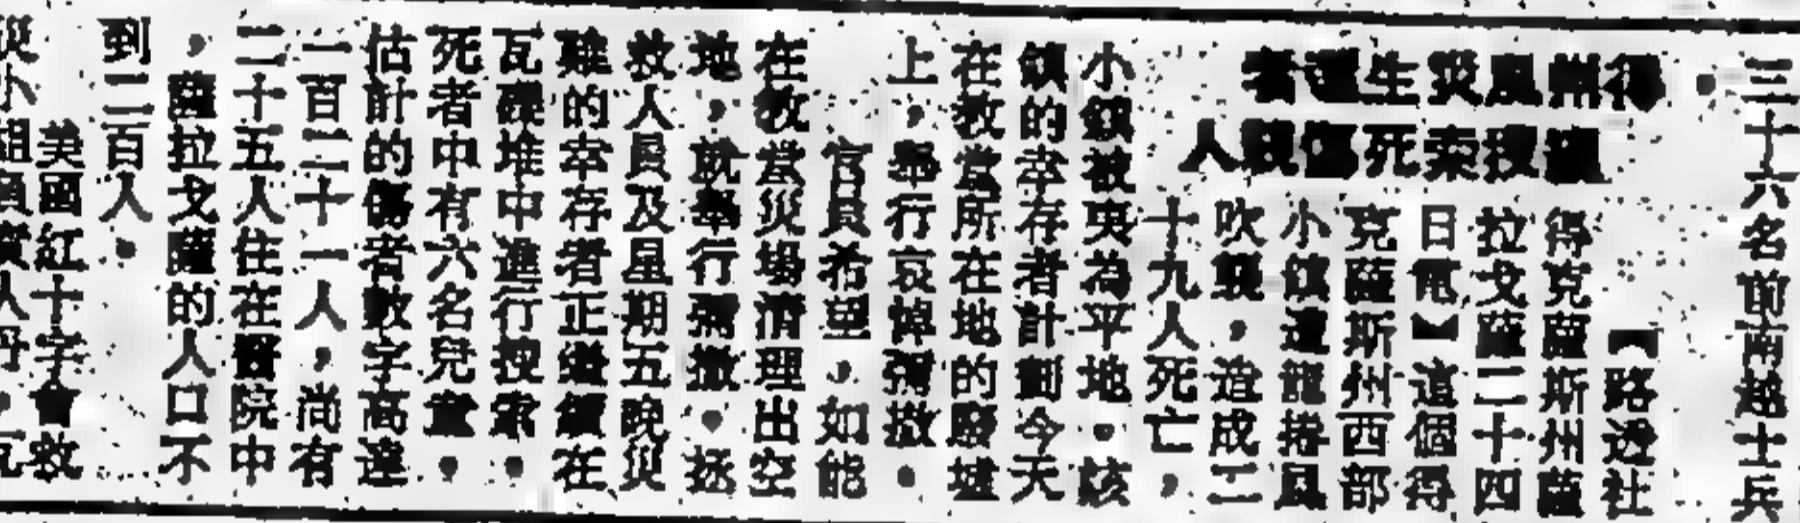 三十六名前南越士兵
得州風災生還者
續搜索死傷親人
【路透社
得克薩斯州薩
拉戈薩二十四
日電】這個得
克薩斯州西部
小鎮遭龍捲風
吹襲，造成二
十九人死亡，
小鎮被夷為平地。該
鎮的幸存者計劃今天
在教堂所在地的廢墟
上，舉行哀悼彌撒。
官員希望，如能
在教堂災場清理出空
地，就舉行彌撒。拯
救人員及星期五晚災
難的幸存者正繼續在
瓦礫堆中進行搜索。
死者中有六名兒童。
估計的傷者數字高達
一百二十一人，尚有
二十五人住在醫院中
，薩拉戈薩的人口不
到二百人。
美國紅十字會救